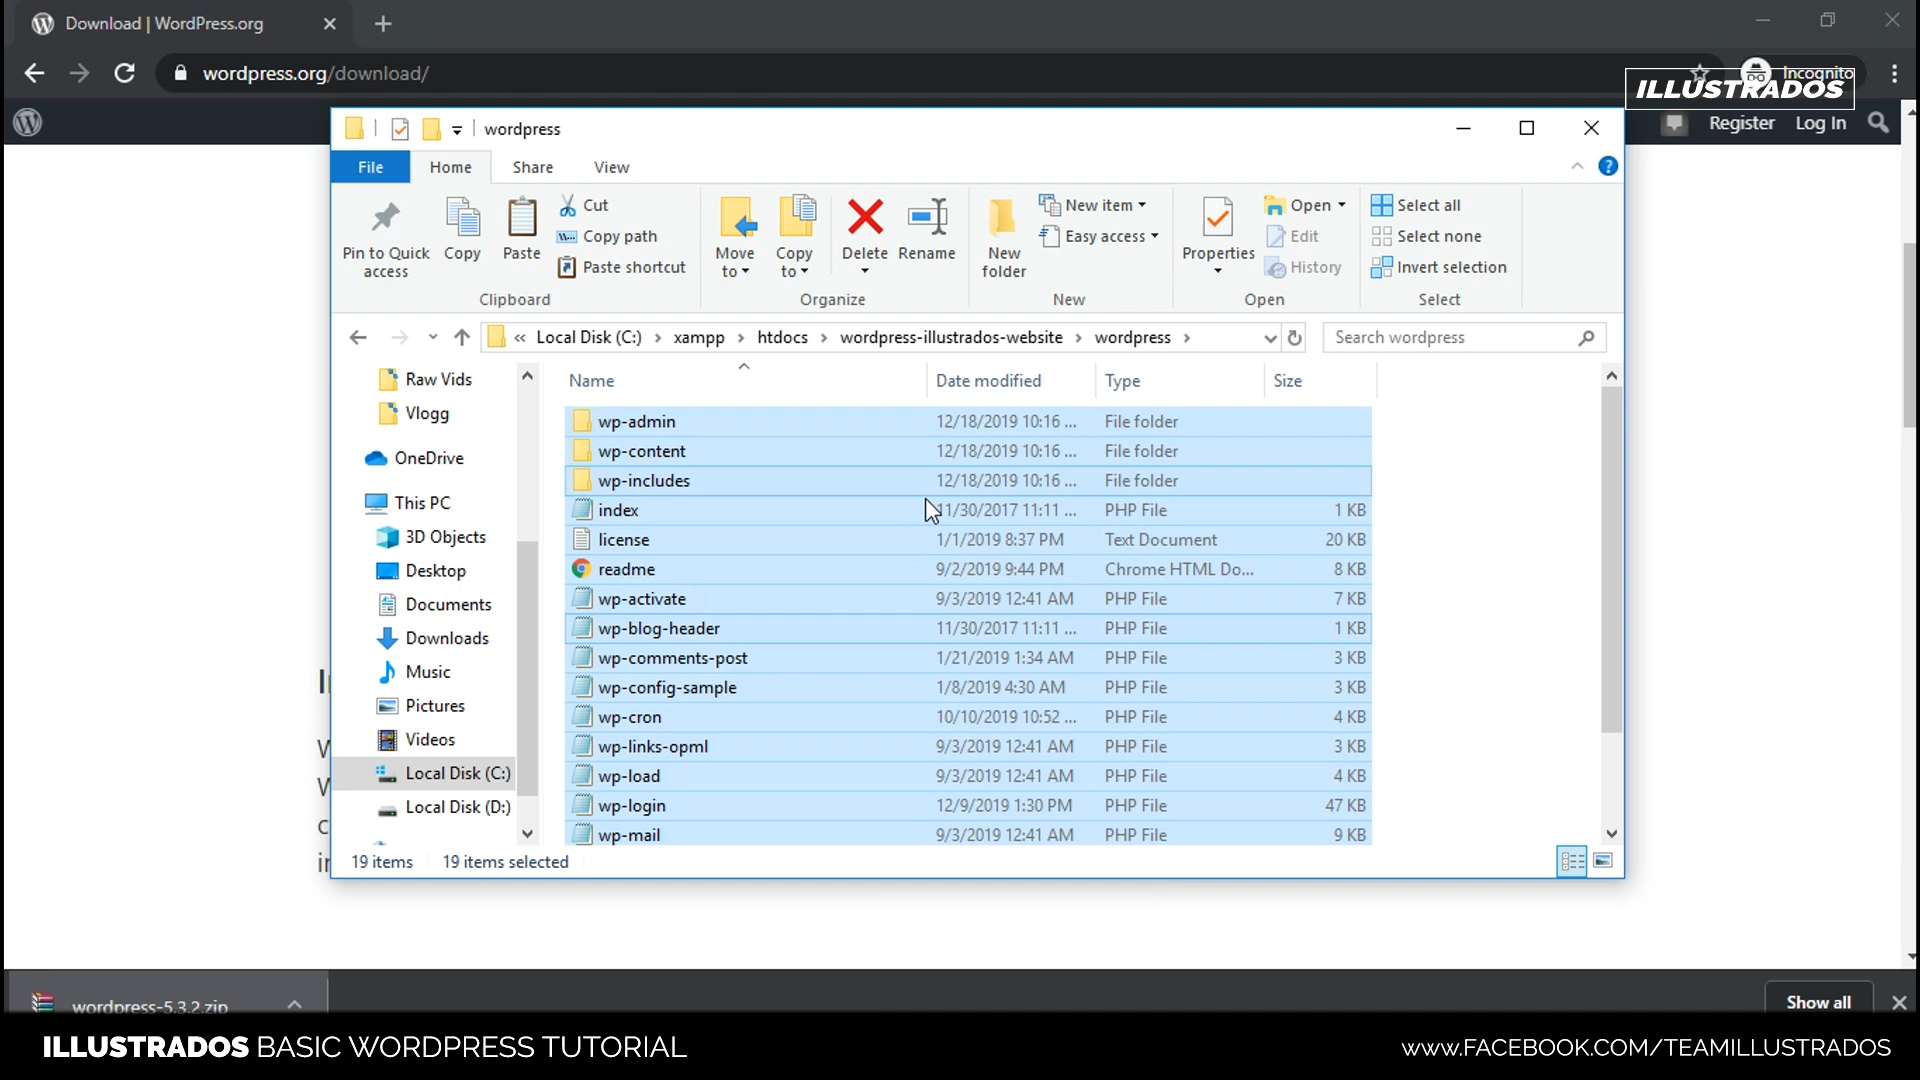 Download | WordPress.org
wordpress.org/download/
Incognito
ILLUSTRADOS
Register Log In
wordpress
File Home Share View
Pin to Quick access
Copy
Paste
Cut
Copy path
Paste shortcut
Clipboard
Move to
Copy to
Delete
Rename
Organize
New folder
New item
Easy access
New
Properties
Open
Edit
History
Open
Select all
Select none
Invert selection
Select
« Local Disk (C:) > xampp > htdocs > wordpress-illustrados-website > wordpress >
Search wordpress
Raw Vids
Vlogg
OneDrive
This PC
3D Objects
Desktop
Documents
Downloads
Music
Pictures
Videos
Local Disk (C:)
Local Disk (D:)
Name Date modified Type Size
wp-admin 12/18/2019 10:16 ... File folder
wp-content 12/18/2019 10:16 ... File folder
wp-includes 12/18/2019 10:16 ... File folder
index 11/30/2017 11:11 ... PHP File 1 KB
license 1/1/2019 8:37 PM Text Document 20 KB
readme 9/2/2019 9:44 PM Chrome HTML Do... 8 KB
wp-activate 9/3/2019 12:41 AM PHP File 7 KB
wp-blog-header 11/30/2017 11:11 ... PHP File 1 KB
wp-comments-post 1/21/2019 1:34 AM PHP File 3 KB
wp-config-sample 1/8/2019 4:30 AM PHP File 3 KB
wp-cron 10/10/2019 10:52 ... PHP File 4 KB
wp-links-opml 9/3/2019 12:41 AM PHP File 3 KB
wp-load 9/3/2019 12:41 AM PHP File 4 KB
wp-login 12/9/2019 1:30 PM PHP File 47 KB
wp-mail 9/3/2019 12:41 AM PHP File 9 KB
19 items 19 items selected
wordpress-5.3.2.zip
Show all
ILLUSTRADOS BASIC WORDPRESS TUTORIAL
WWW.FACEBOOK.COM/TEAMILLUSTRADOS